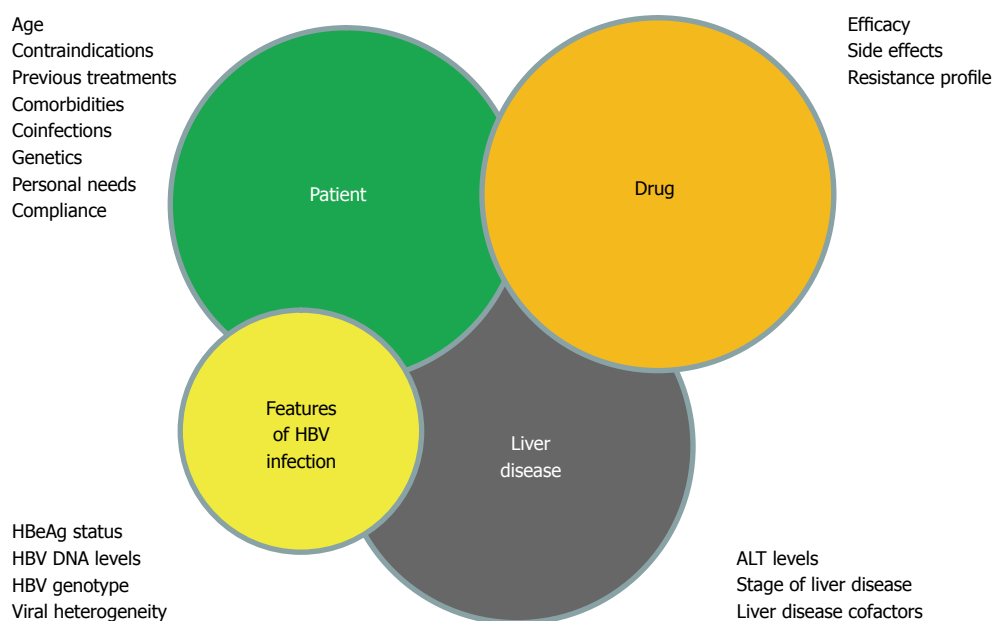 Age
Contraindications
Previous treatments
Comorbidities
Coinfections
Genetics
Personal needs
Compliance
Efficacy
Side effects
Resistance profile
Patient
Drug
Features
of HBV
infection
Liver
disease
HBeAg status
HBV DNA levels
HBV genotype
Viral heterogeneity
ALT levels
Stage of liver disease
Liver disease cofactors